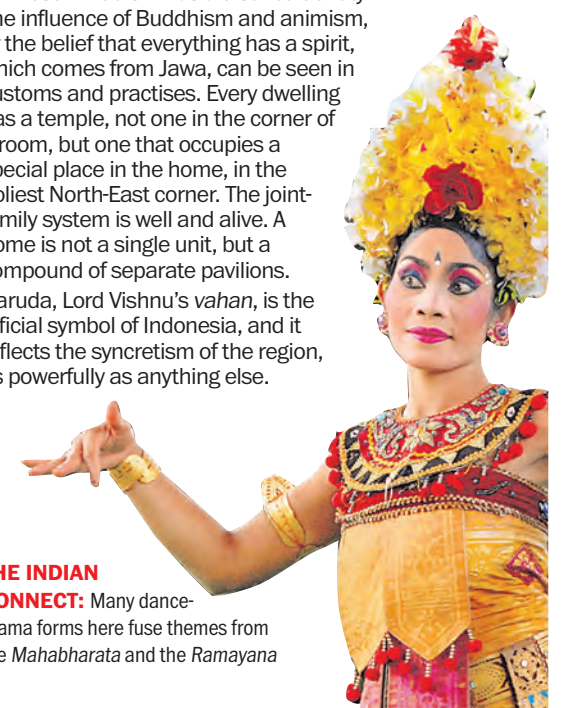 he influence of Buddhism and animism,
the belief that everything has a spirit,
hich comes from Jawa, can be seen in
ustoms and practises. Every dwelling
as a temple, not one in the corner of
room, but one that occupies a
pecial place in the home, in the
oliest North-East corner. The joint-
mily system is well and alive. A
ome is not a single unit, but a
ompound of separate pavilions.
aruda, Lord Vishnu's vahan, is the
ficial symbol of Indonesia, and it
flects the syncretism of the region,
s powerfully as anything else.
HE INDIAN
ONNECT: Many dance-
ama forms here fuse themes from
e Mahabharata and the Ramayana